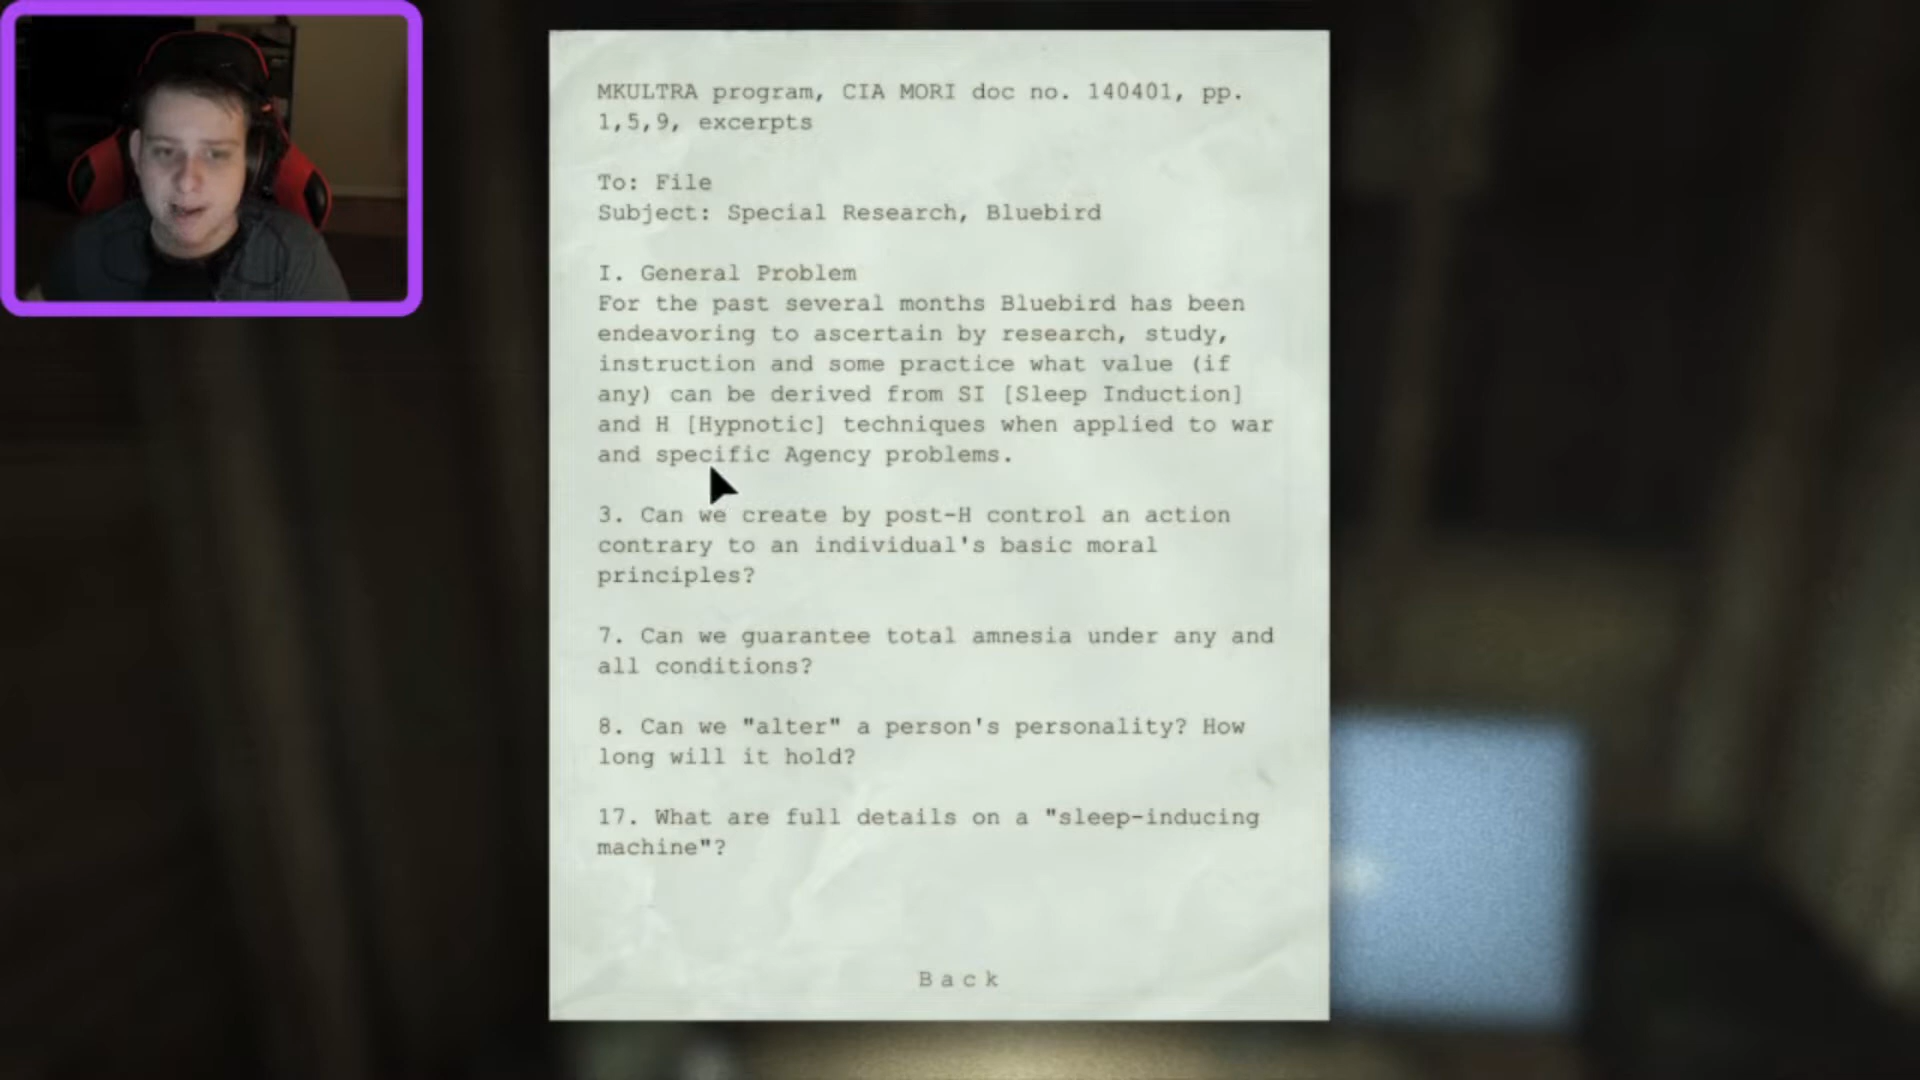 MKULTRA program, CIA MORI doc no. 140401, pp.
1,5,9, excerpts
To: File
Subject: Special Research, Bluebird
I. General Problem
For the past several months Bluebird has been
endeavoring to ascertain by research, study,
instruction and some practice what value (if
any) can be derived from SI [Sleep Induction]
and H [Hypnotic] techniques when applied to war
and specific Agency problems.
3. Can we create by post-H control an action
contrary to an individual's basic moral
principles?
7. Can we guarantee total amnesia under any and
all conditions?
8. Can we "alter" a person's personality? How
long will it hold?
17. What are full details on a "sleep-inducing
machine"?
Back